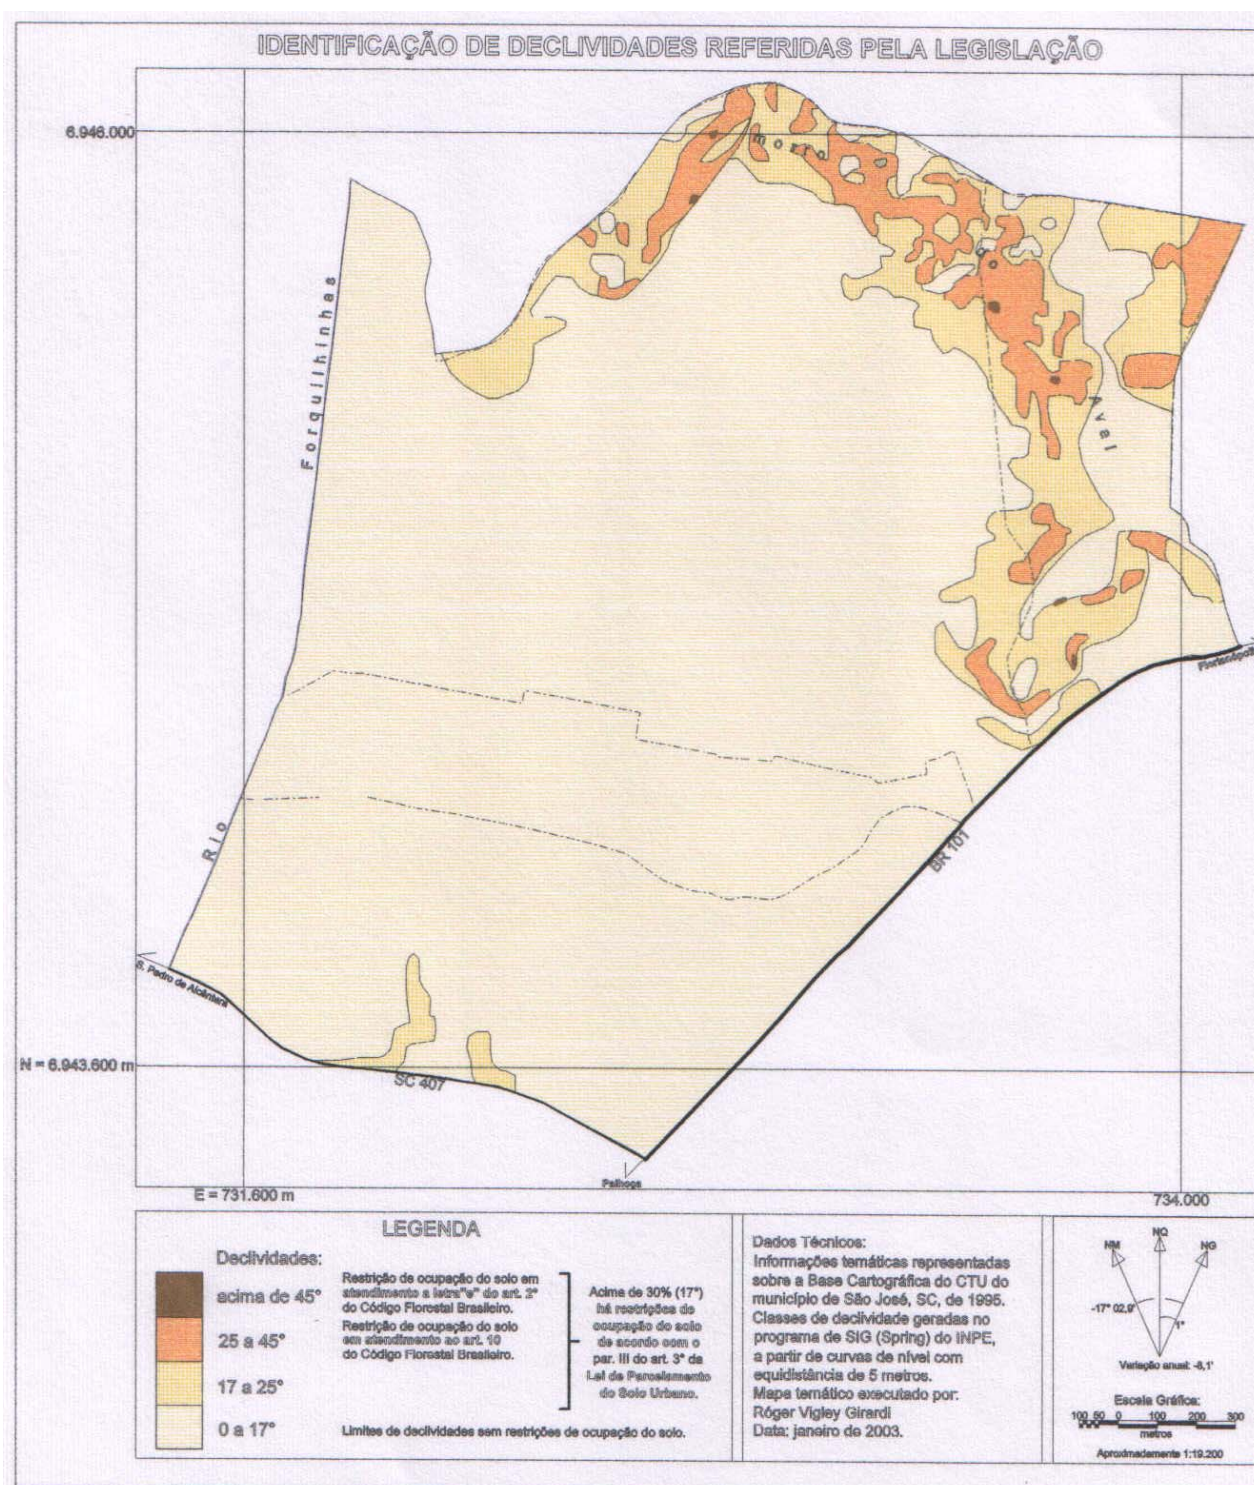 IDENTIFICAÇÃO DE DECLIVIDADES REFERIDAS PELA LEGISLAÇÃO
6.946.000
morro
do
Avaí
Forquilhinhas
Rio
Florianópolis
BR 101
S. Pedro de Alcântara
N = 6.943.600 m
SC 407
Palhoça
E = 731.600 m
734.000
LEGENDA
Declividades:
acima de 45°
Restrição de ocupação do solo em
atendimento a letra"e" do art. 2°
do Código Florestal Brasileiro.
25 a 45°
Restrição de ocupação do solo
em atendimento ao art. 10
do Código Florestal Brasileiro.
17 a 25°
0 a 17°
Limites de declividades sem restrições de ocupação do solo.
Acima de 30% (17°)
há restrições de
ocupação do solo
de acordo com o
par. III do art. 3° da
Lei de Parcelamento
do Solo Urbano.
Dados Técnicos:
Informações temáticas representadas
sobre a Base Cartográfica do CTU do
município de São José, SC, de 1995.
Classes de declividade geradas no
programa de SIG (Spring) do INPE,
a partir de curvas de nível com
equidistância de 5 metros.
Mapa temático executado por:
Róger Vigley Girardi
Data: janeiro de 2003.
NM
NQ
NG
-17° 02,9'
1°
Variação anual: -8,1'
Escala Gráfica:
100 50 0 100 200 300
metros
Aproximadamente 1:19.200